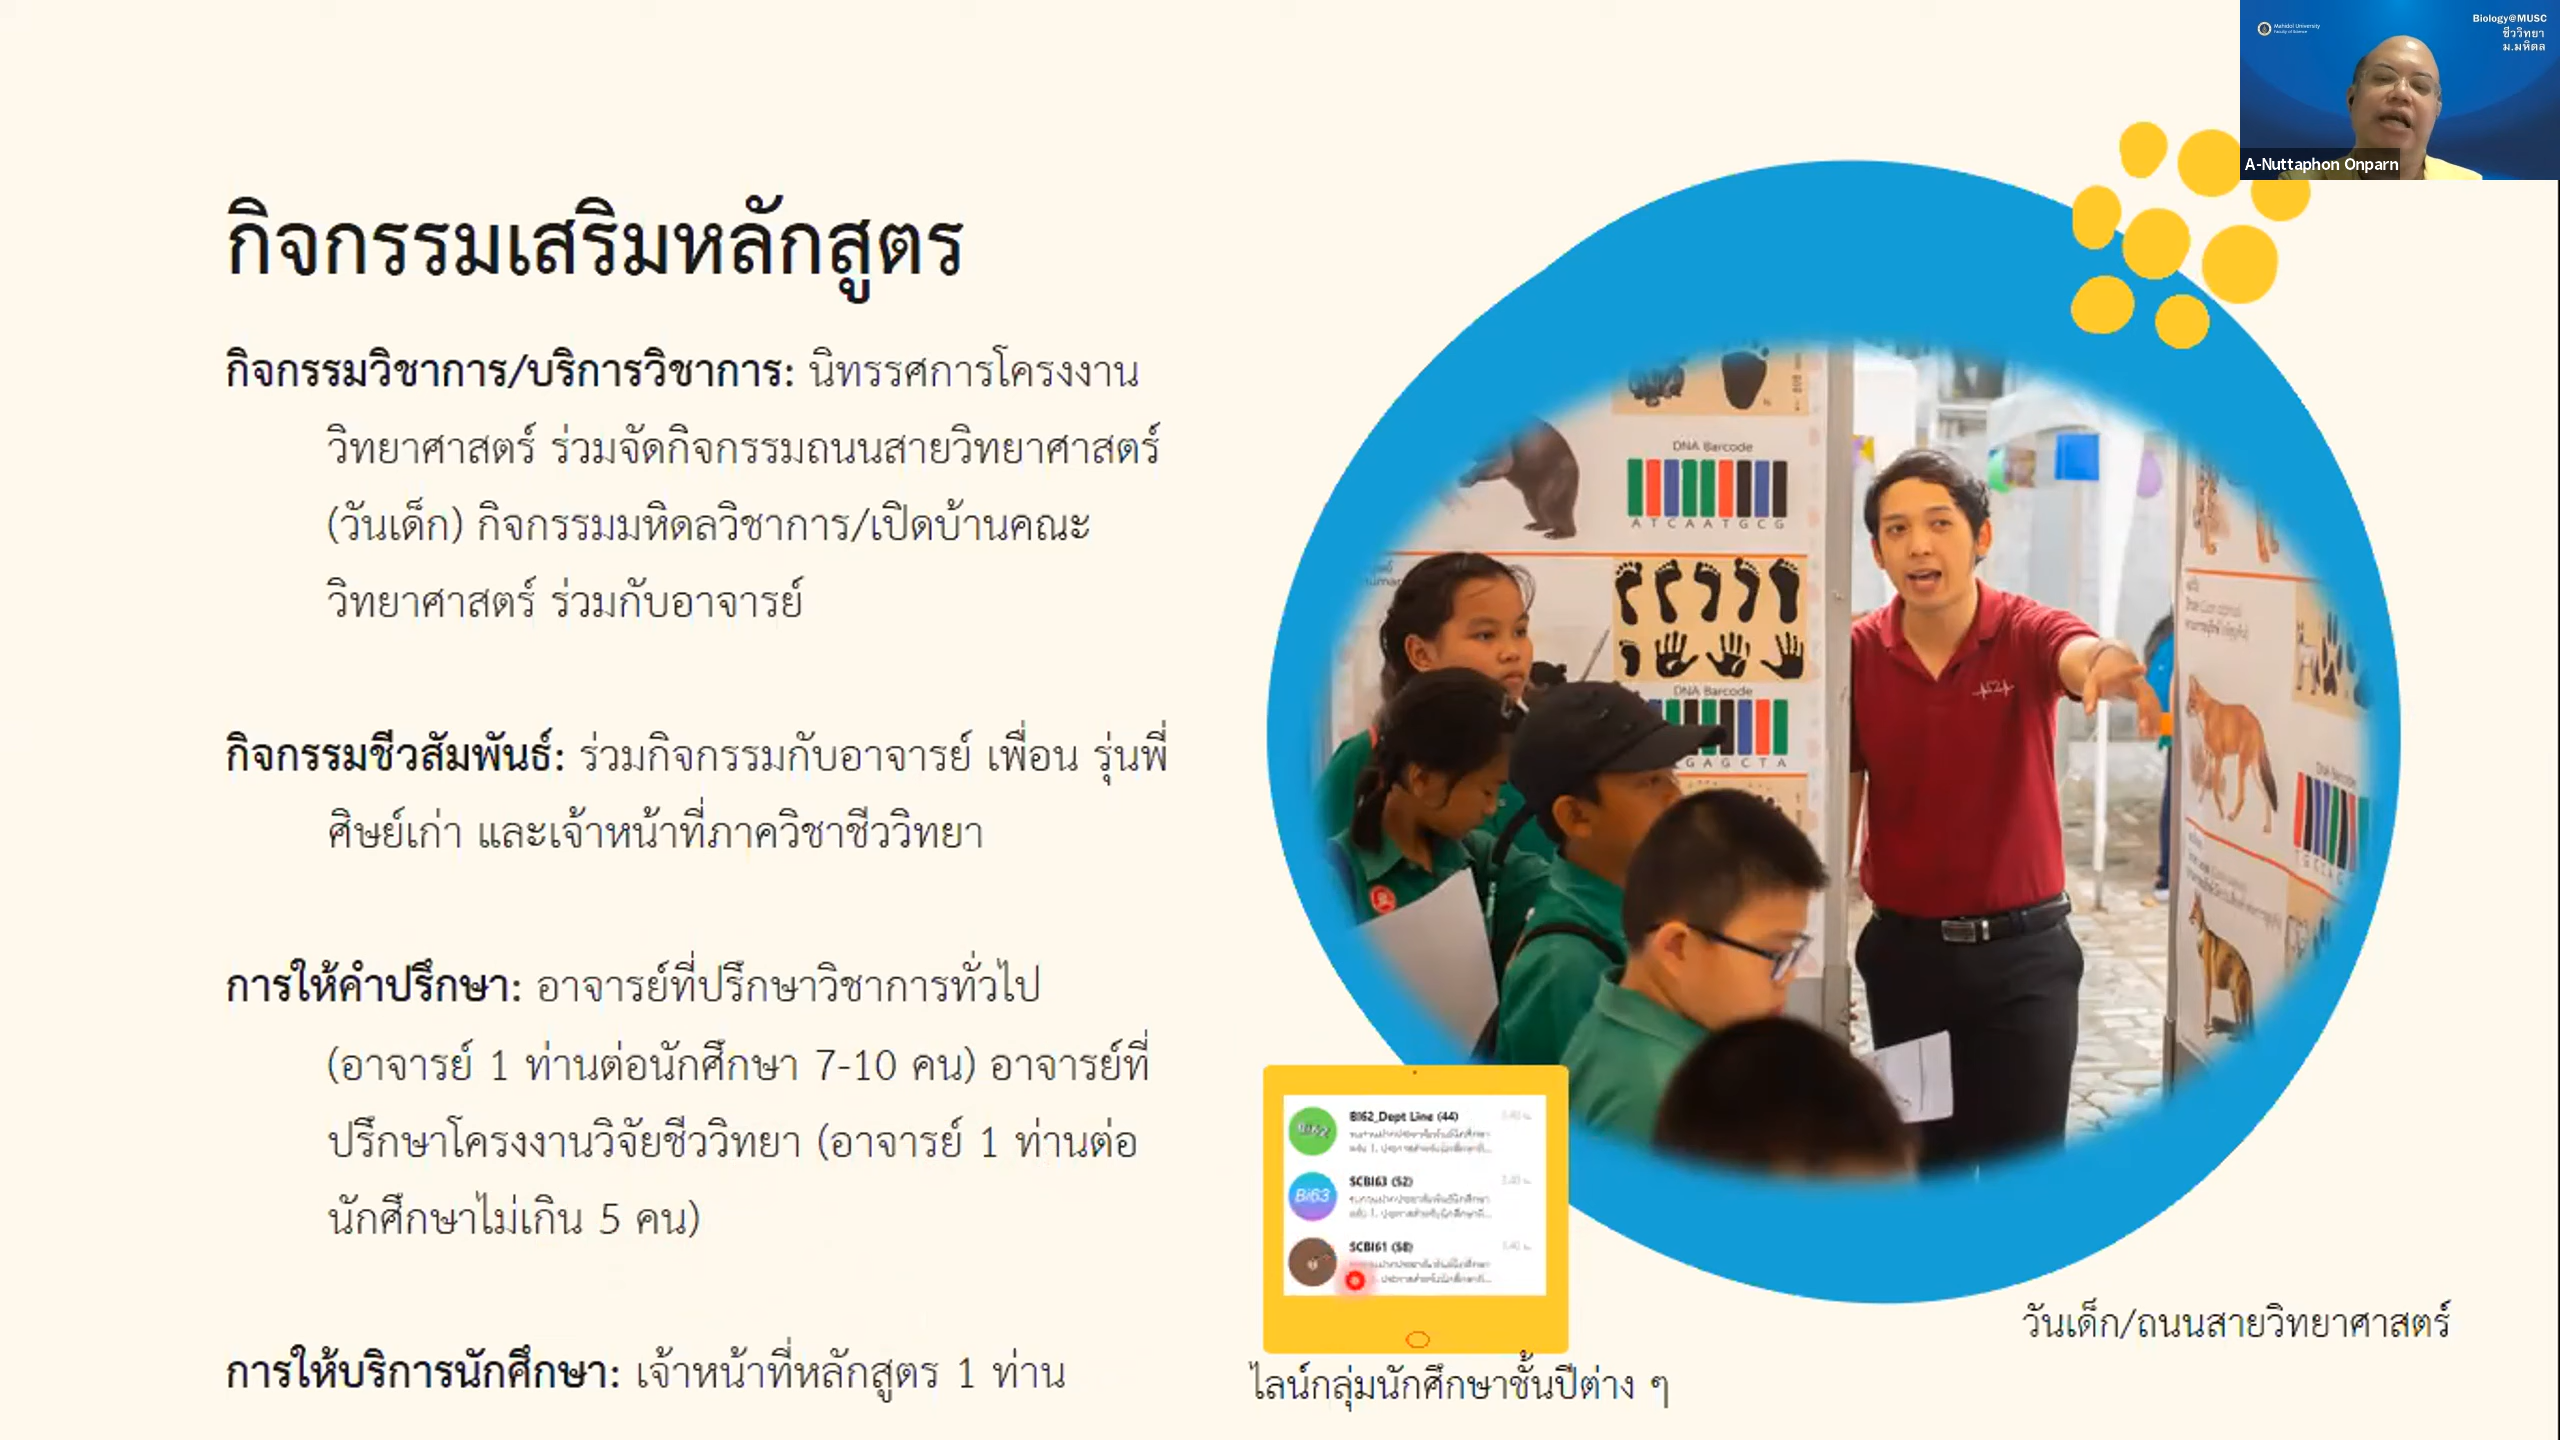 Mahidol University
Faculty of Science
Biology@MUSC
ชีววิทยา
ม.มหิดล
A-Nuttaphon Onparn
กิจกรรมเสริมหลักสูตร
กิจกรรมวิชาการ/บริการวิชาการ: นิทรรศการโครงงาน
วิทยาศาสตร์ ร่วมจัดกิจกรรมถนนสายวิทยาศาสตร์
(วันเด็ก) กิจกรรมมหิดลวิชาการ/เปิดบ้านคณะ
วิทยาศาสตร์ ร่วมกับอาจารย์
กิจกรรมชีวสัมพันธ์: ร่วมกิจกรรมกับอาจารย์ เพื่อน รุ่นพี่
ศิษย์เก่า และเจ้าหน้าที่ภาควิชาชีววิทยา
การให้คำปรึกษา: อาจารย์ที่ปรึกษาวิชาการทั่วไป
(อาจารย์ 1 ท่านต่อนักศึกษา 7-10 คน) อาจารย์ที่
ปรึกษาโครงงานวิจัยชีววิทยา (อาจารย์ 1 ท่านต่อ
นักศึกษาไม่เกิน 5 คน)
การให้บริการนักศึกษา: เจ้าหน้าที่หลักสูตร 1 ท่าน
DNA Barcode
A T C A A T G C G
DNA Barcode
G A G C T A
BI62_Dept Line (44)
Bi63
SCBI63 (52)
SCBI61 (58)
ไลน์กลุ่มนักศึกษาชั้นปีต่าง ๆ
วันเด็ก/ถนนสายวิทยาศาสตร์